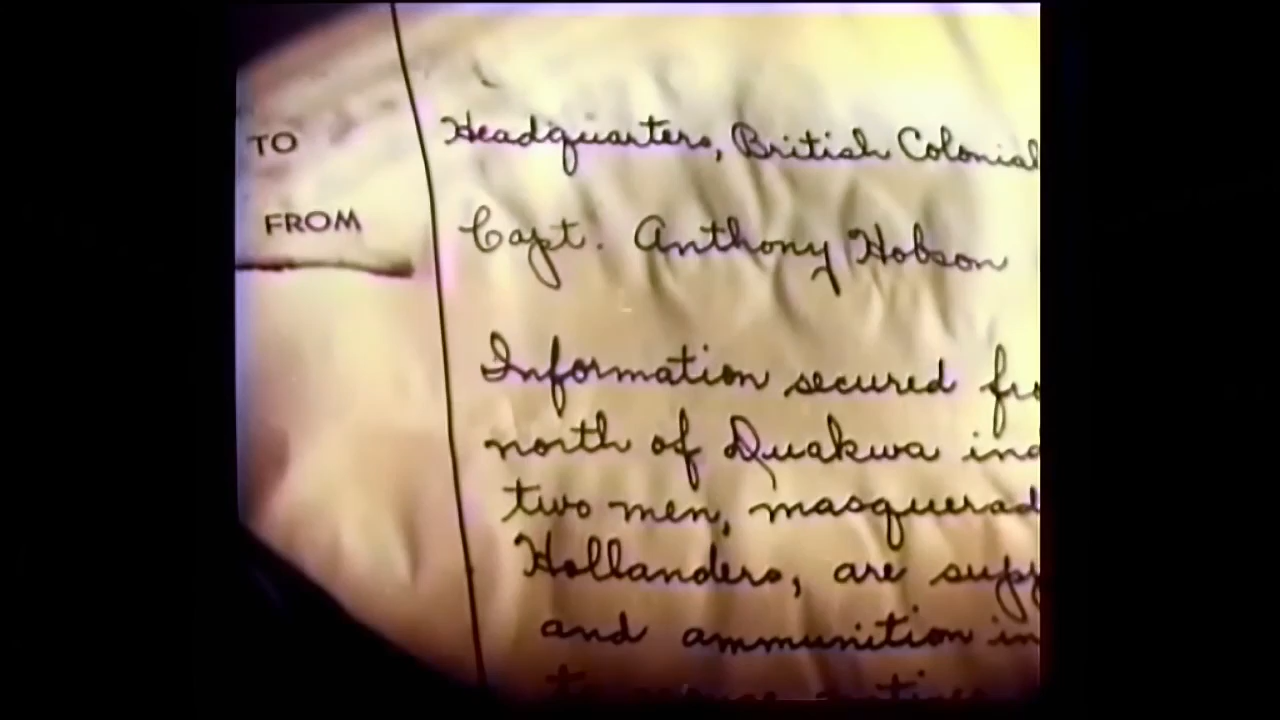 TO Headquarters, British Colonial
FROM Capt. Anthony Hobson
Information secured
north of Quakwa
two men,
Hollanders, are
and ammunition in